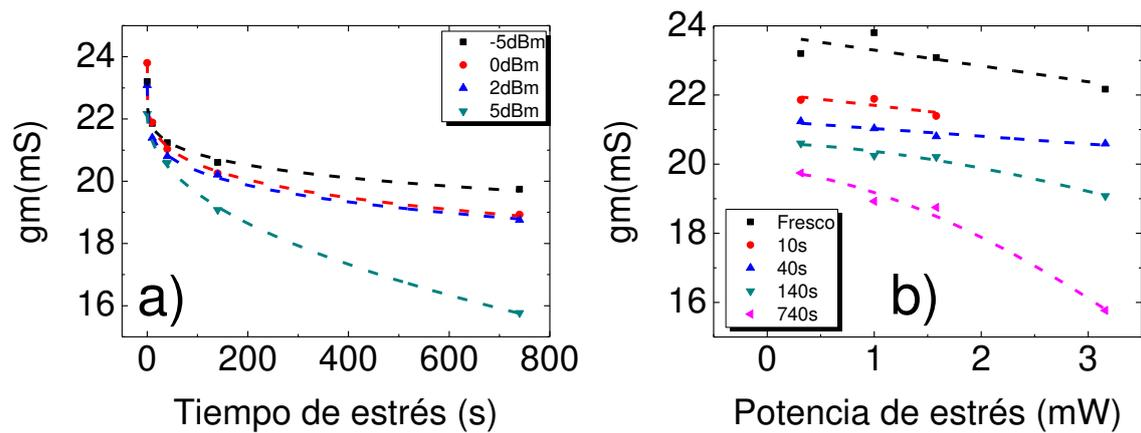 24
22
20
18
16
gm(mS)
-5dBm
0dBm
2dBm
5dBm
a)
0 200 400 600 800
Tiempo de estrés (s)
24
22
20
18
16
gm(mS)
Fresco
10s
40s
140s
740s
b)
0 1 2 3
Potencia de estrés (mW)